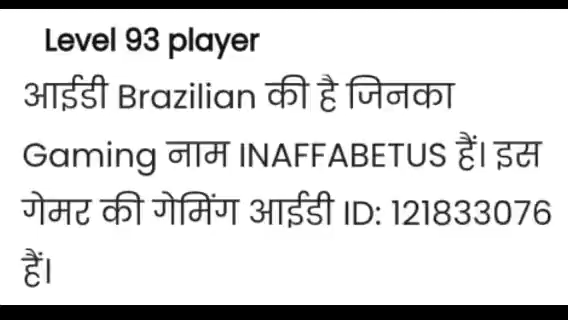 Level 93 player
आईडी Brazilian की है जिनका
Gaming नाम INAFFABETUS हैं। इस
गेमर की गेमिंग आईडी ID: 121833076
हैं।